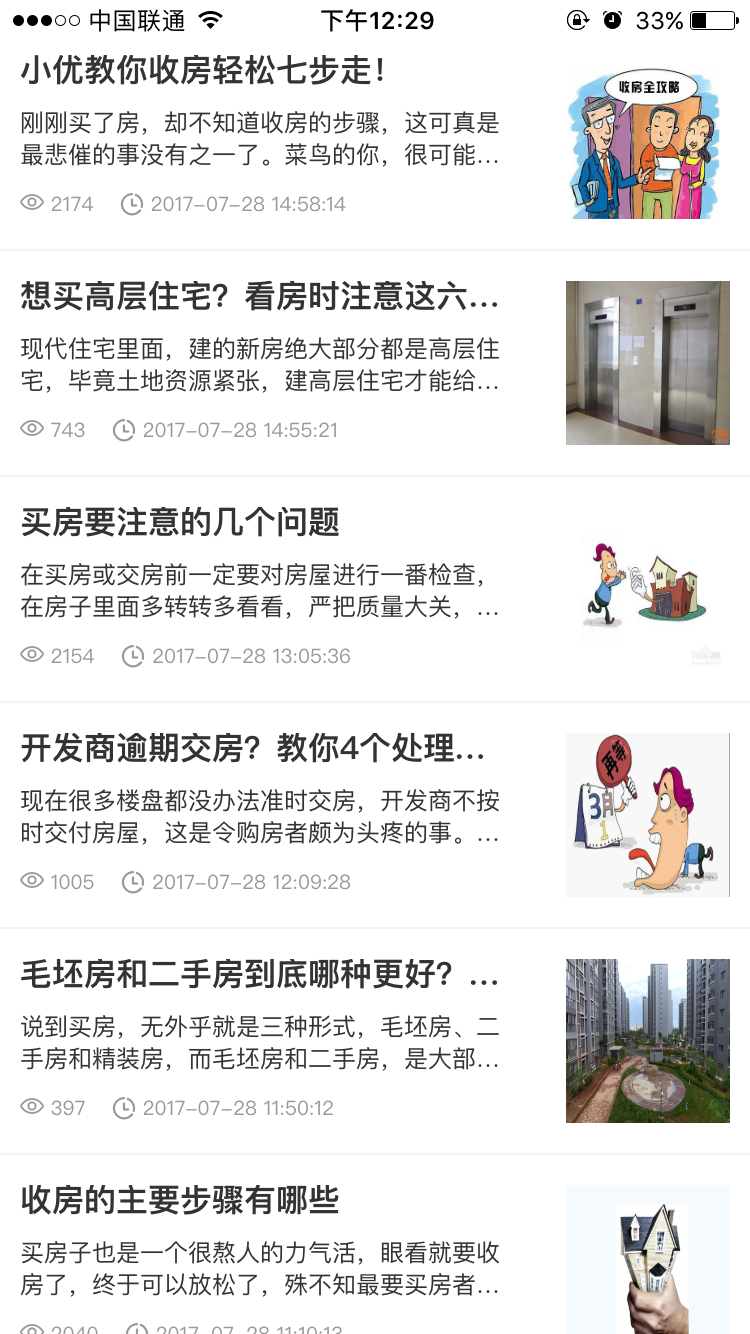 中国联通 下午12:29 33%
小优教你收房轻松七步走！
刚刚买了房，却不知道收房的步骤，这可真是
最悲催的事没有之一了。菜鸟的你，很可能...
2174 2017-07-28 14:58:14
收房全攻略
想买高层住宅？看房时注意这六...
现代住宅里面，建的新房绝大部分都是高层住
宅，毕竟土地资源紧张，建高层住宅才能给...
743 2017-07-28 14:55:21
买房要注意的几个问题
在买房或交房前一定要对房屋进行一番检查，
在房子里面多转转多看看，严把质量大关，...
2154 2017-07-28 13:05:36
开发商逾期交房？教你4个处理...
现在很多楼盘都没办法准时交房，开发商不按
时交付房屋，这是令购房者颇为头疼的事。...
1005 2017-07-28 12:09:28
再等
3月
1
毛坯房和二手房到底哪种更好？...
说到买房，无外乎就是三种形式，毛坯房、二
手房和精装房，而毛坯房和二手房，是大部...
397 2017-07-28 11:50:12
收房的主要步骤有哪些
买房子也是一个很熬人的力气活，眼看就要收
房了，终于可以放松了，殊不知最要买房者...
2040 2017-07-28 11:10:13